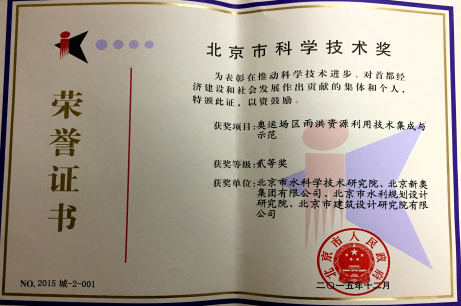 荣誉证书
NO. 2015 城-2-001
北京市科学技术奖
为表彰在推动科学技术进步、对首都经
济建设和社会发展作出贡献的集体和个人,
特颁此证,以资鼓励。
获奖项目:奥运场区雨洪资源利用技术集成与
示范
获奖等级:贰等奖
获奖单位:北京市水科学技术研究院、北京新奥
集团有限公司、北京市水利规划设计
研究院、北京市建筑设计研究院有限
公司
北京市人民政府
二〇一五年十二月